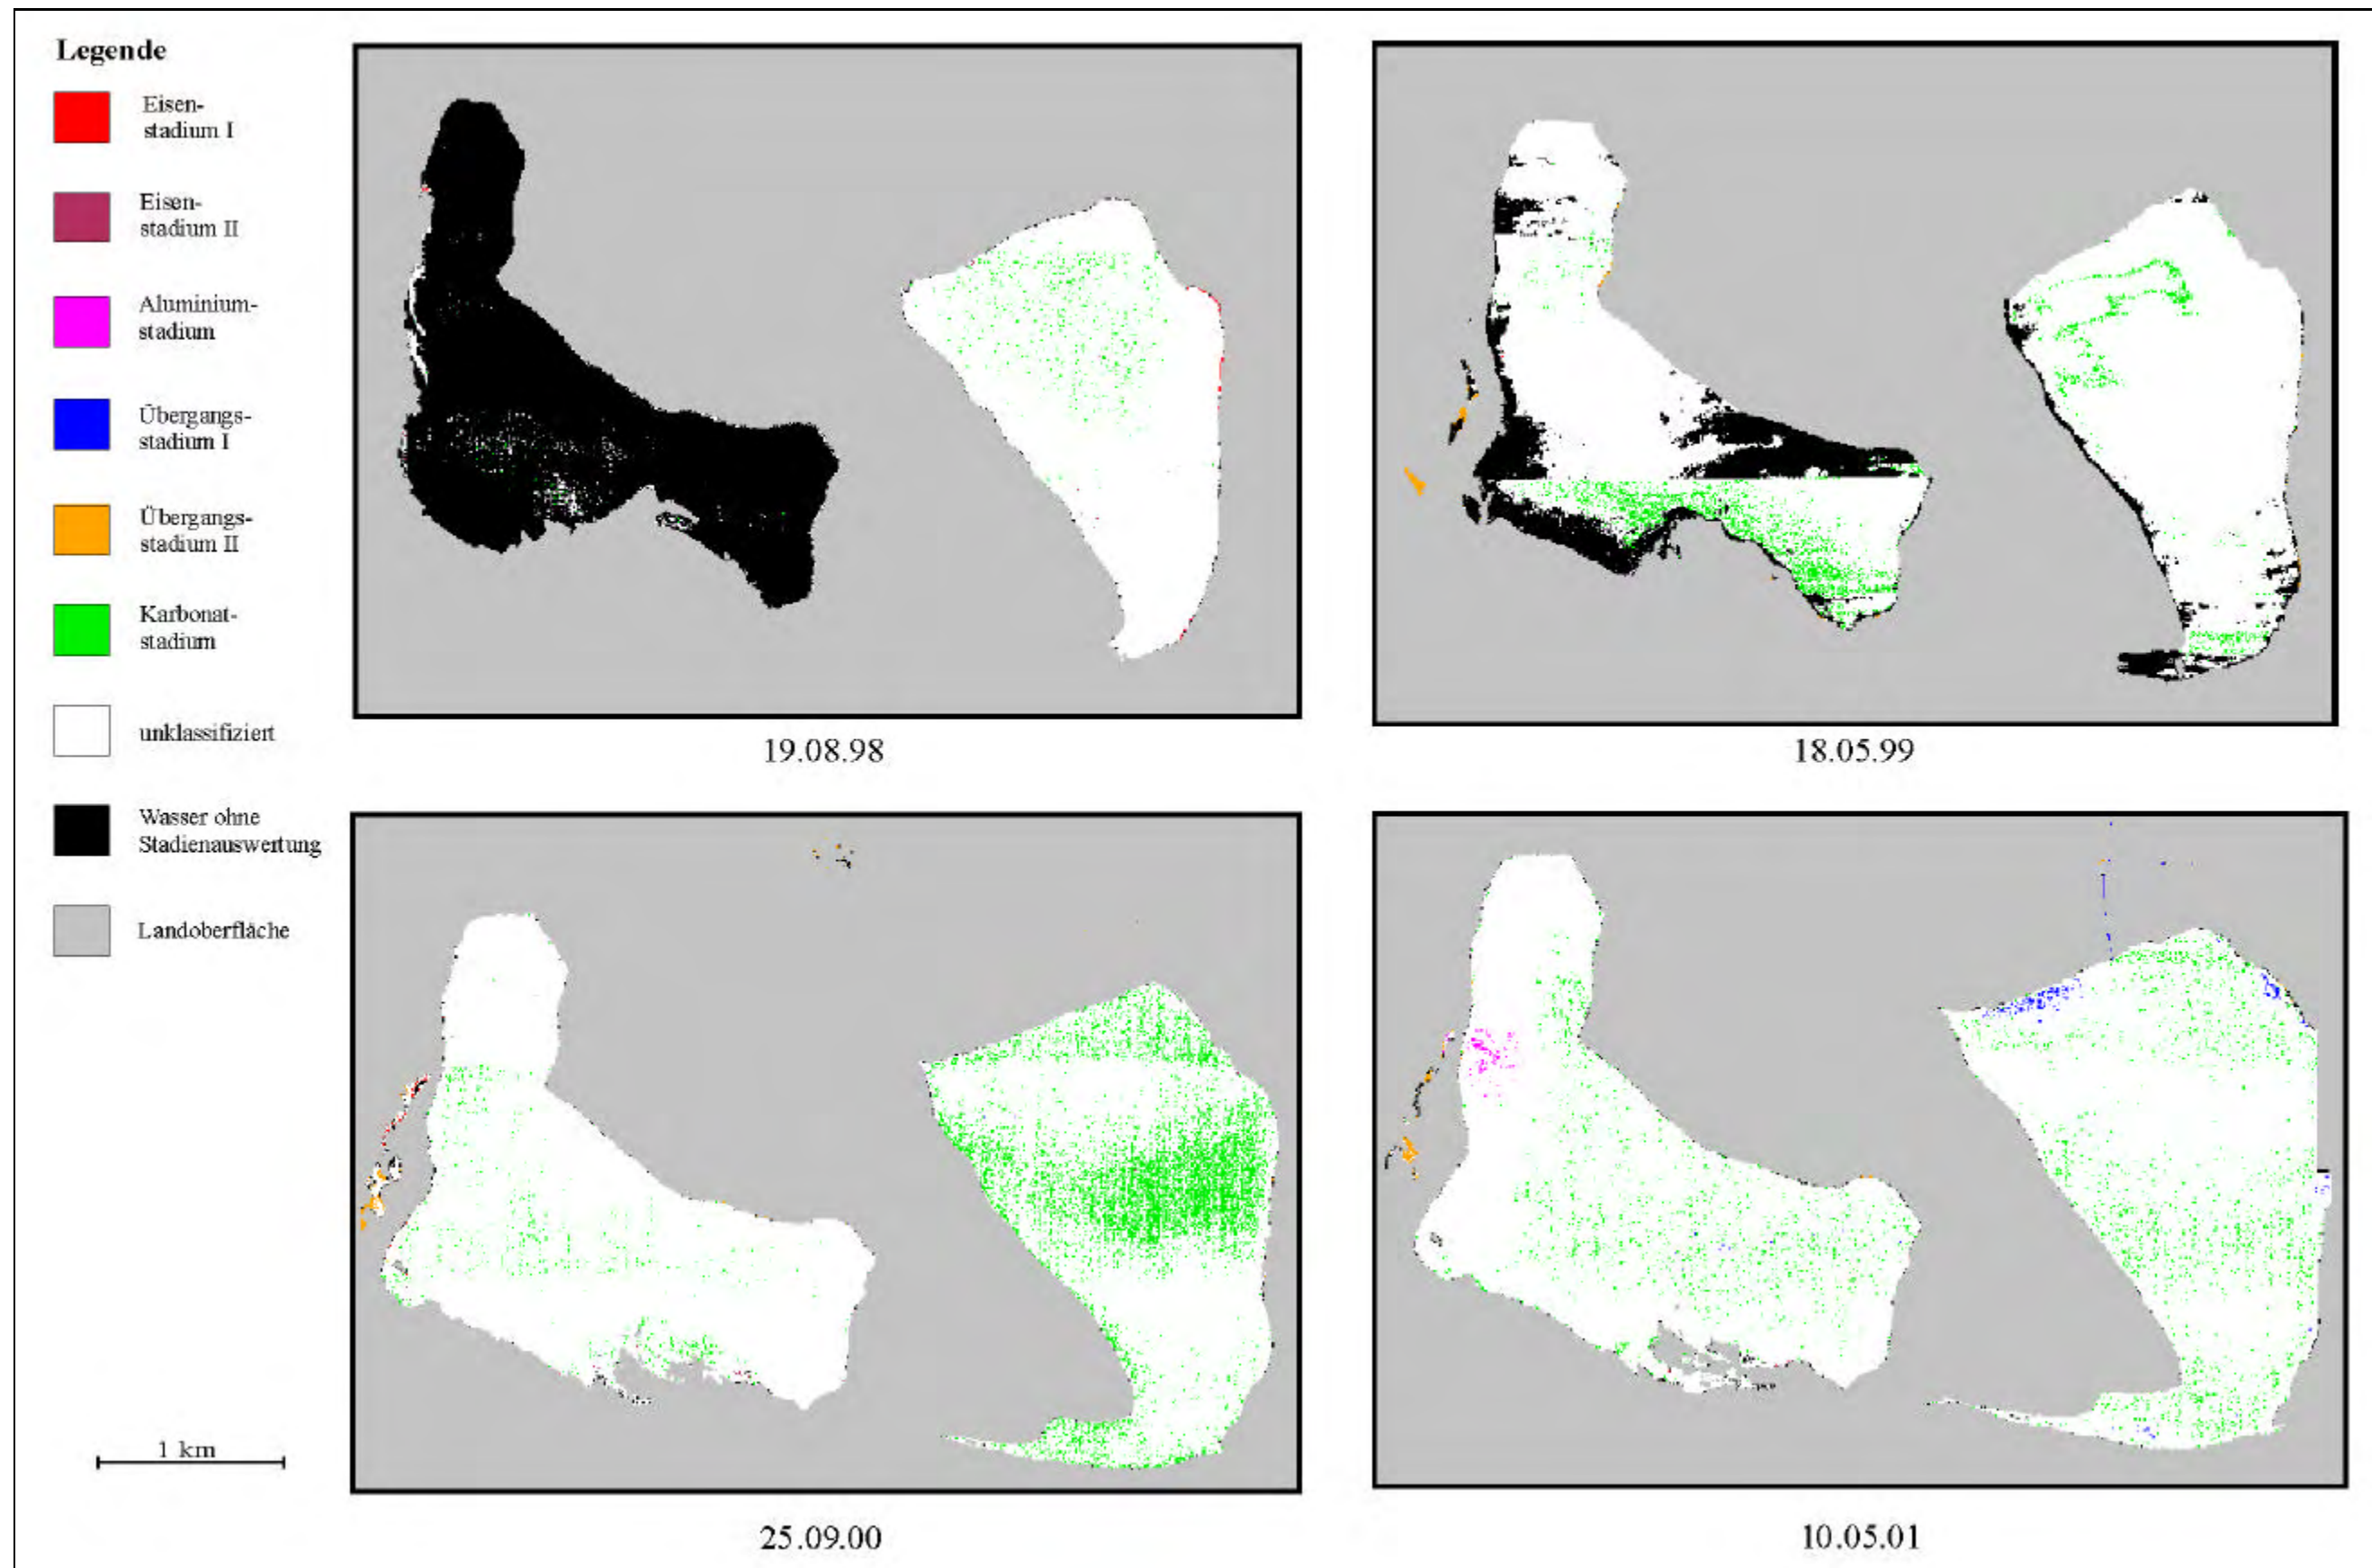 Legende
Eisen-
stadium I
Eisen-
stadium II
Aluminium-
stadium
Übergangs-
stadium I
Übergangs-
stadium II
Karbonat-
stadium
unklassifiziert
Wasser ohne
Stadienauswertung
Landoberfläche
1 km
19.08.98
18.05.99
25.09.00
10.05.01